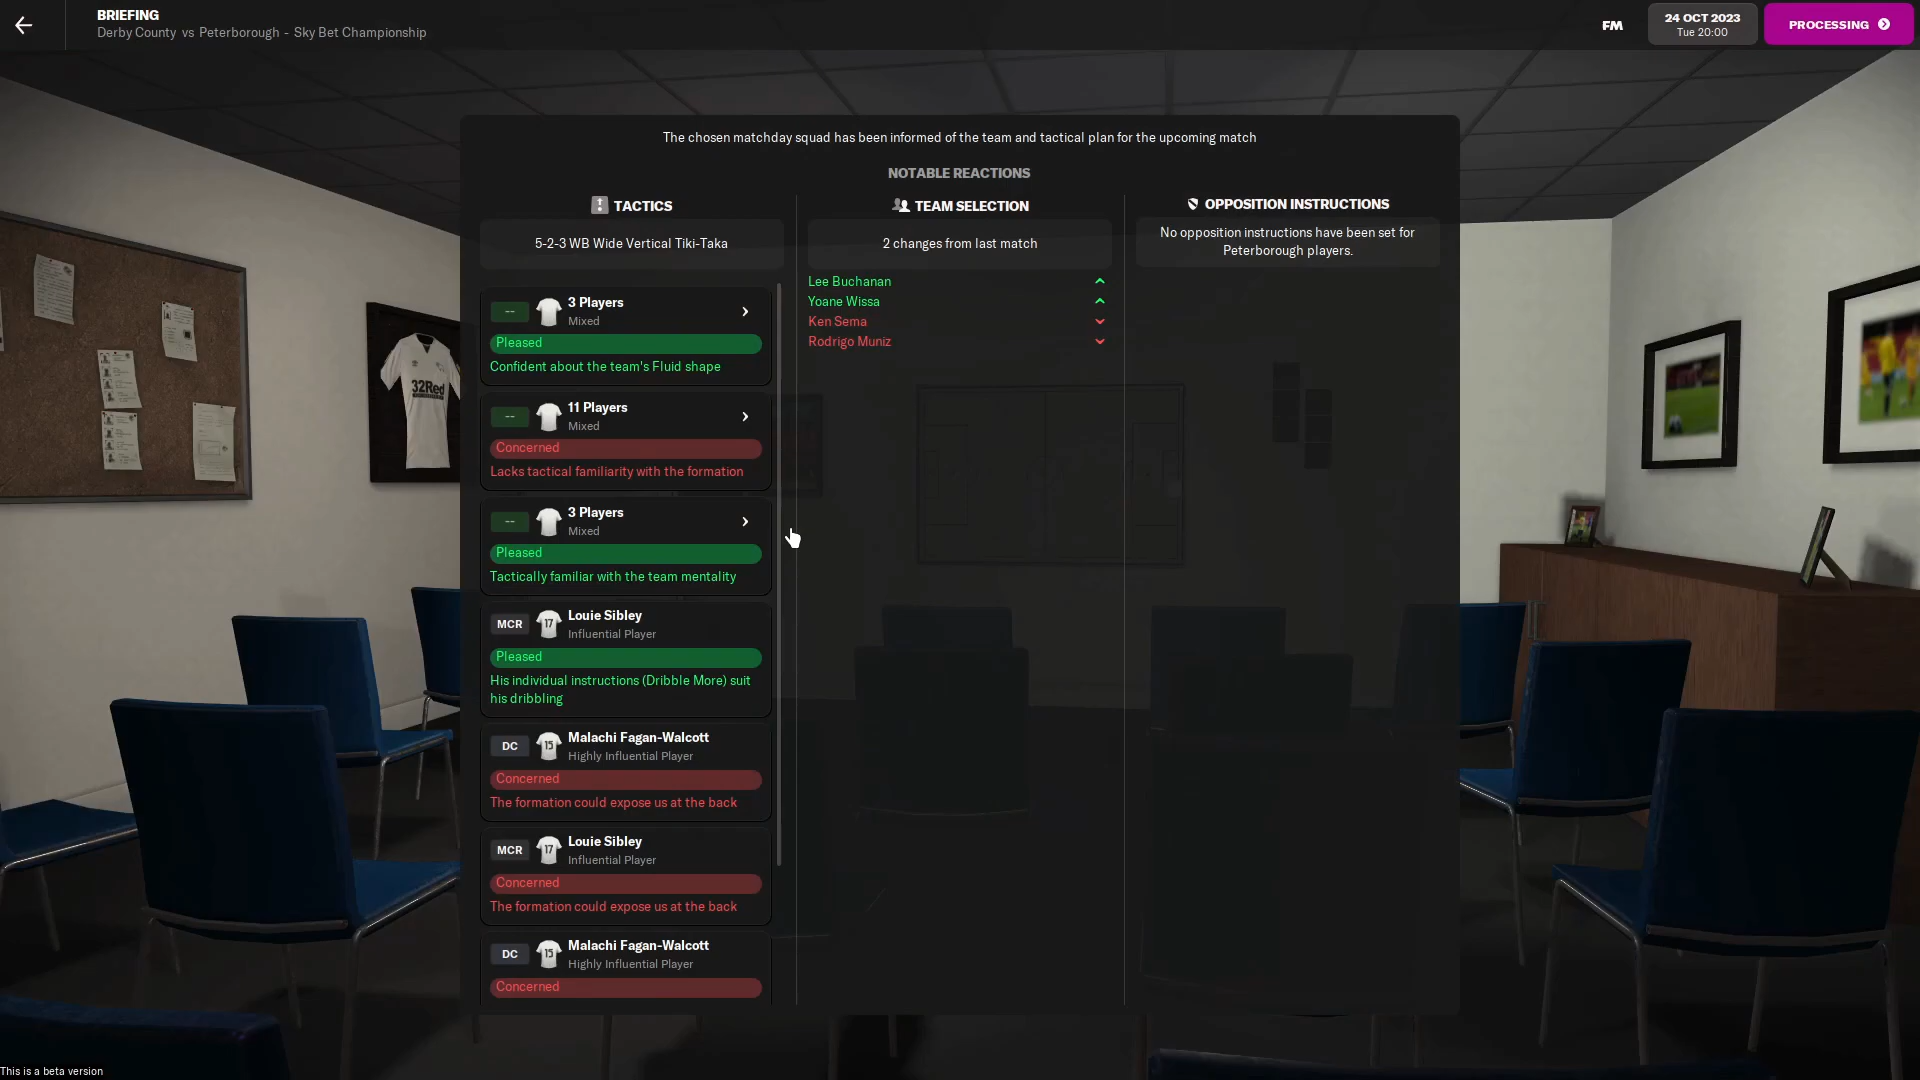 BRIEFING
Derby County vs Peterborough - Sky Bet Championship
FM
24 OCT 2023
Tue 20:00
PROCESSING
The chosen matchday squad has been informed of the team and tactical plan for the upcoming match
NOTABLE REACTIONS
TACTICS
5-2-3 WB Wide Vertical Tiki-Taka
-- 3 Players
Mixed
Pleased
Confident about the team's Fluid shape
-- 11 Players
Mixed
Concerned
Lacks tactical familiarity with the formation
-- 3 Players
Mixed
Pleased
Tactically familiar with the team mentality
MCR 17 Louie Sibley
Influential Player
Pleased
His individual instructions (Dribble More) suit
his dribbling
DC 15 Malachi Fagan-Walcott
Highly Influential Player
Concerned
The formation could expose us at the back
MCR 17 Louie Sibley
Influential Player
Concerned
The formation could expose us at the back
DC 15 Malachi Fagan-Walcott
Highly Influential Player
Concerned
TEAM SELECTION
2 changes from last match
Lee Buchanan
Yoane Wissa
Ken Sema
Rodrigo Muniz
OPPOSITION INSTRUCTIONS
No opposition instructions have been set for
Peterborough players.
32Red
This is a beta version